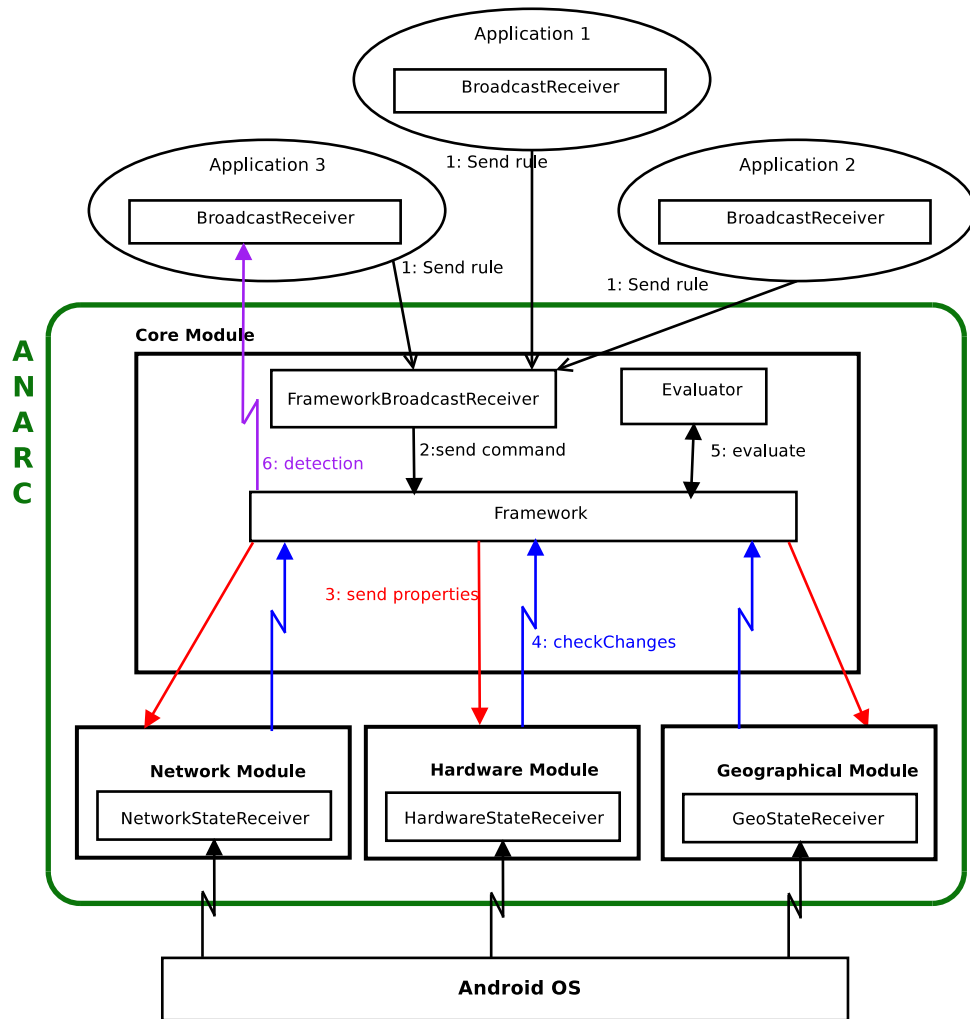 Application 1
BroadcastReceiver
1: Send rule
Application 3
BroadcastReceiver
Application 2
BroadcastReceiver
1: Send rule
1: Send rule
A
N
A
R
C
Core Module
FrameworkBroadcastReceiver
Evaluator
2:send command
5: evaluate
6: detection
Framework
3: send properties
4: checkChanges
Network Module
NetworkStateReceiver
Hardware Module
HardwareStateReceiver
Geographical Module
GeoStateReceiver
Android OS